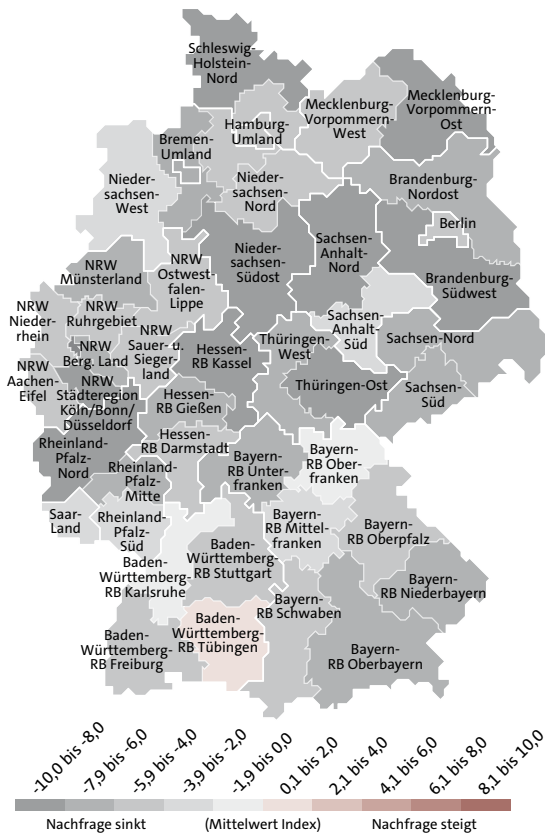 Schleswig-
Holstein-
Nord
Mecklenburg-
Vorpommern-
Ost
Mecklenburg-
Vorpommern-
West
Hamburg-
Umland
Bremen-
Umland
Nieder-
sachsen-
West
Nieder-
sachsen-
Nord
Brandenburg-
Nordost
Berlin
Nieder-
sachsen-
Südost
Sachsen-
Anhalt-
Nord
Brandenburg-
Südwest
NRW
Münsterland
NRW
Ostwest-
falen-
Lippe
NRW
Nieder-
rhein
NRW
Ruhrgebiet
NRW
Sauer- u.
Sieger-
land
NRW
Berg. Land
Hessen-
RB Kassel
Thüringen-
West
Sachsen-
Anhalt-
Süd
Sachsen-Nord
NRW
Aachen-
Eifel
NRW
Städteregion
Köln/Bonn/
Düsseldorf
Thüringen-Ost
Sachsen-
Süd
Hessen-
RB Gießen
Rheinland-
Pfalz-
Nord
Hessen-
RB Darmstadt
Rheinland-
Pfalz-
Mitte
Bayern-
RB Unter-
franken
Bayern-
RB Ober-
franken
Saar-
Land
Rheinland-
Pfalz-
Süd
Bayern-
RB Mittel-
franken
Bayern-
RB Oberpfalz
Baden-
Württemberg-
RB Stuttgart
Baden-
Württemberg-
RB Karlsruhe
Bayern-
RB Niederbayern
Bayern-
RB Schwaben
Baden-
Württemberg-
RB Tübingen
Baden-
Württemberg-
RB Freiburg
Bayern-
RB Oberbayern
-10,0 bis -8,0
-7,9 bis -6,0
-5,9 bis -4,0
-3,9 bis -2,0
-1,9 bis 0,0
0,1 bis 2,0
2,1 bis 4,0
4,1 bis 6,0
6,1 bis 8,0
8,1 bis 10,0
Nachfrage sinkt
(Mittelwert Index)
Nachfrage steigt